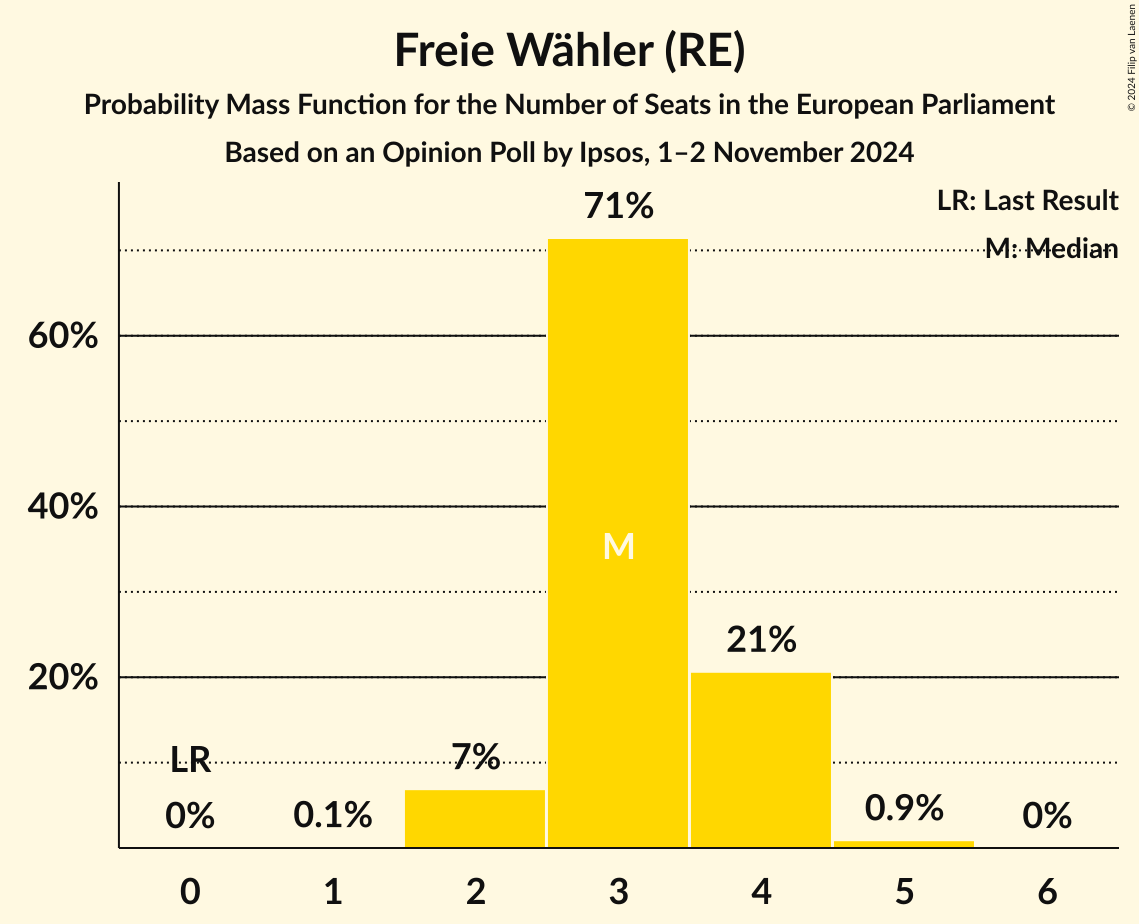 Freie Wähler (RE)
Probability Mass Function for the Number of Seats in the European Parliament
Based on an Opinion Poll by Ipsos, 1–2 November 2024
© 2024 Filip van Laenen
LR: Last Result
M: Median
71%
60%
40%
M
21%
20%
LR
7%
0%
0.1%
0.9%
0%
0 1 2 3 4 5 6